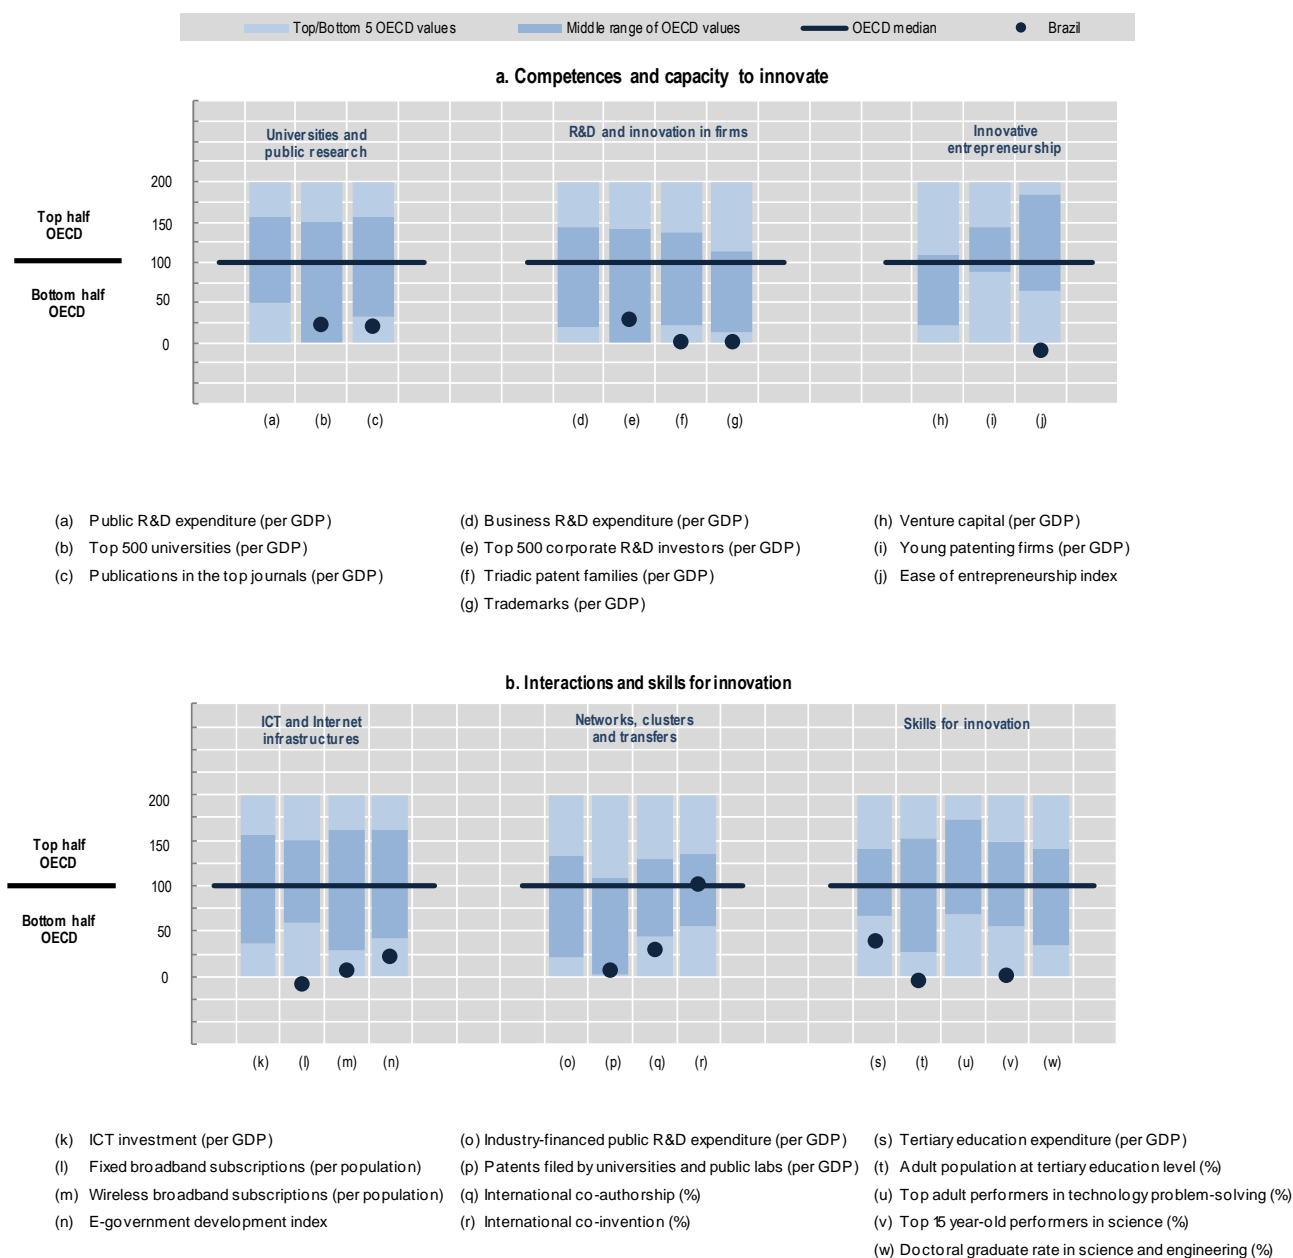 Top/Bottom 5 OECD values
Middle range of OECD values
OECD median
Brazil
a. Competences and capacity to innovate
Universities and
public research
R&D and innovation in firms
Innovative
entrepreneurship
200
150
100
50
0
Top half
OECD
Bottom half
OECD
(a) (b) (c) (d) (e) (f) (g) (h) (i) (j)
(a) Public R&D expenditure (per GDP)
(b) Top 500 universities (per GDP)
(c) Publications in the top journals (per GDP)
(d) Business R&D expenditure (per GDP)
(e) Top 500 corporate R&D investors (per GDP)
(f) Triadic patent families (per GDP)
(g) Trademarks (per GDP)
(h) Venture capital (per GDP)
(i) Young patenting firms (per GDP)
(j) Ease of entrepreneurship index
b. Interactions and skills for innovation
ICT and Internet
infrastructures
Networks, clusters
and transfers
Skills for innovation
200
150
100
50
0
Top half
OECD
Bottom half
OECD
(k) (l) (m) (n) (o) (p) (q) (r) (s) (t) (u) (v) (w)
(k) ICT investment (per GDP)
(l) Fixed broadband subscriptions (per population)
(m) Wireless broadband subscriptions (per population)
(n) E-government development index
(o) Industry-financed public R&D expenditure (per GDP)
(p) Patents filed by universities and public labs (per GDP)
(q) International co-authorship (%)
(r) International co-invention (%)
(s) Tertiary education expenditure (per GDP)
(t) Adult population at tertiary education level (%)
(u) Top adult performers in technology problem-solving (%)
(v) Top 15 year-old performers in science (%)
(w) Doctoral graduate rate in science and engineering (%)